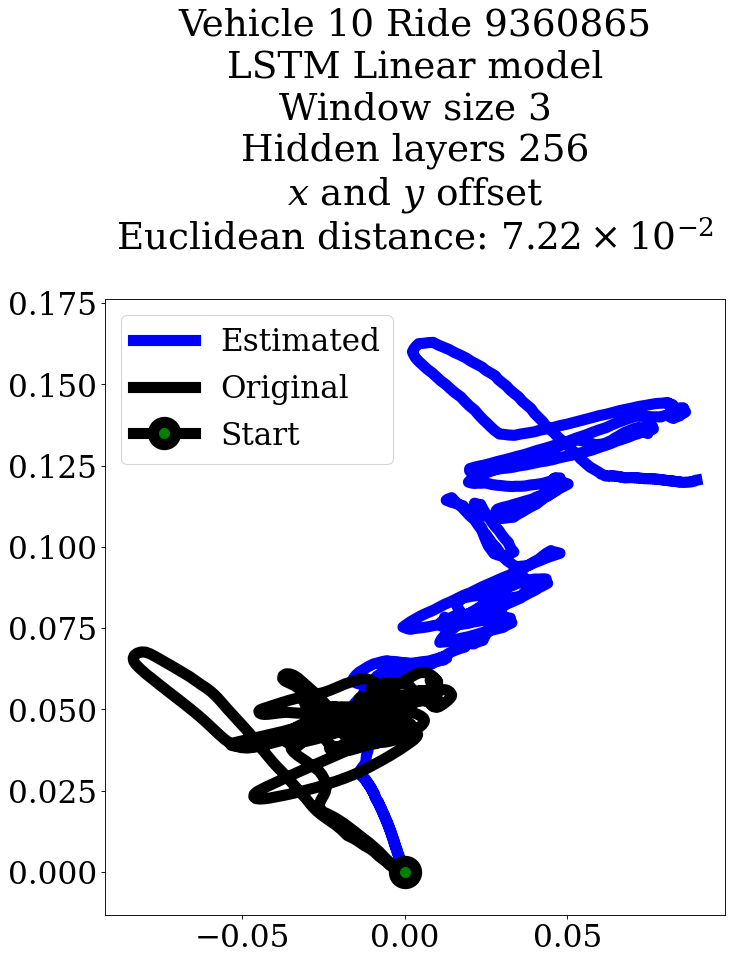 Vehicle 10 Ride 9360865
LSTM Linear model
Window size 3
Hidden layers 256
x and y offset
Euclidean distance: 7.22 × 10⁻²
0.175
0.150
0.125
0.100
0.075
0.050
0.025
0.000
Estimated
Original
Start
−0.05 0.00 0.05